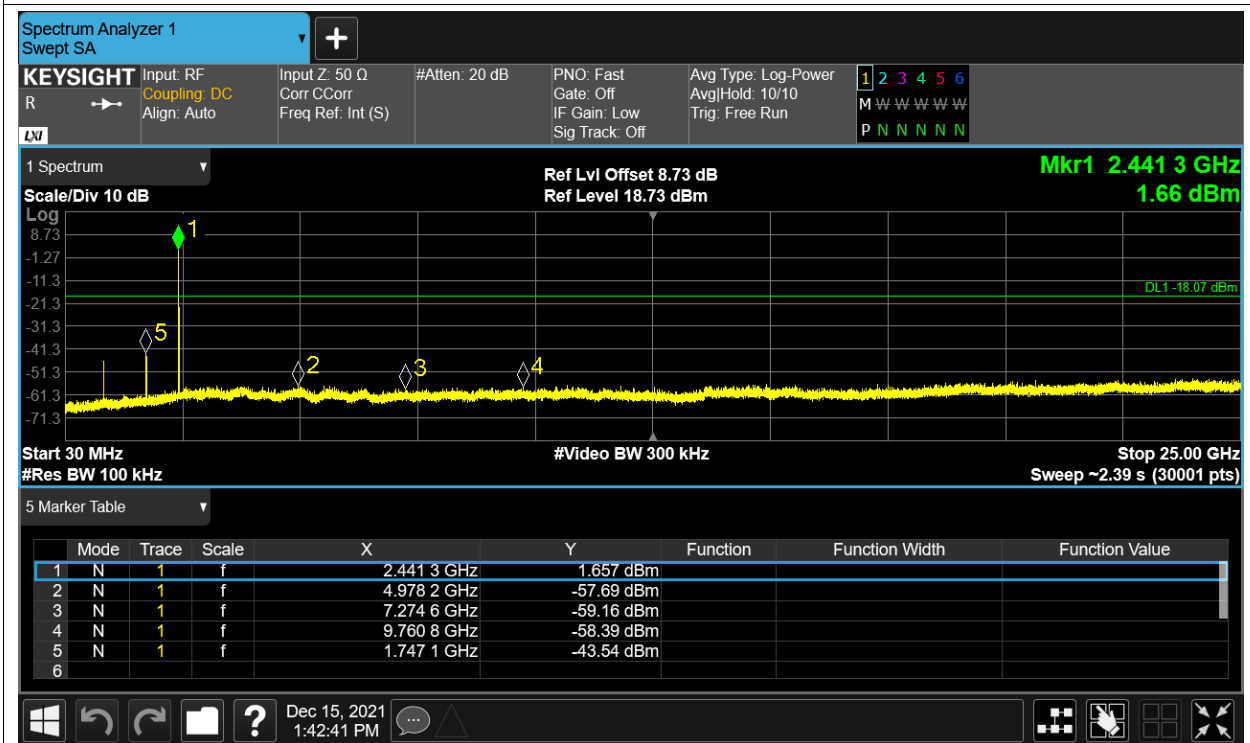 Spectrum Analyzer 1
Swept SA
+
KEYSIGHT Input: RF Input Z: 50 Ω #Atten: 20 dB PNO: Fast Avg Type: Log-Power 1 2 3 4 5 6
R Coupling: DC Corr CCorr Gate: Off Avg|Hold: 10/10 M W W W W W
Align: Auto Freq Ref: Int (S) IF Gain: Low Trig: Free Run
LXI Sig Track: Off P N N N N N
1 Spectrum Ref Lvl Offset 8.73 dB Mkr1 2.441 3 GHz
Scale/Div 10 dB Ref Level 18.73 dBm 1.66 dBm
Log
1
8.73
-1.27
-11.3
DL1 -18.07 dBm
-21.3
-31.3
5
-41.3
2 3 4
-51.3
-61.3
-71.3
Start 30 MHz #Video BW 300 kHz Stop 25.00 GHz
#Res BW 100 kHz Sweep ~2.39 s (30001 pts)
5 Marker Table
Mode Trace Scale X Y Function Function Width Function Value
1 N 1 f 2.441 3 GHz 1.657 dBm
2 N 1 f 4.978 2 GHz -57.69 dBm
3 N 1 f 7.274 6 GHz -59.16 dBm
4 N 1 f 9.760 8 GHz -58.39 dBm
5 N 1 f 1.747 1 GHz -43.54 dBm
6
? Dec 15, 2021
1:42:41 PM